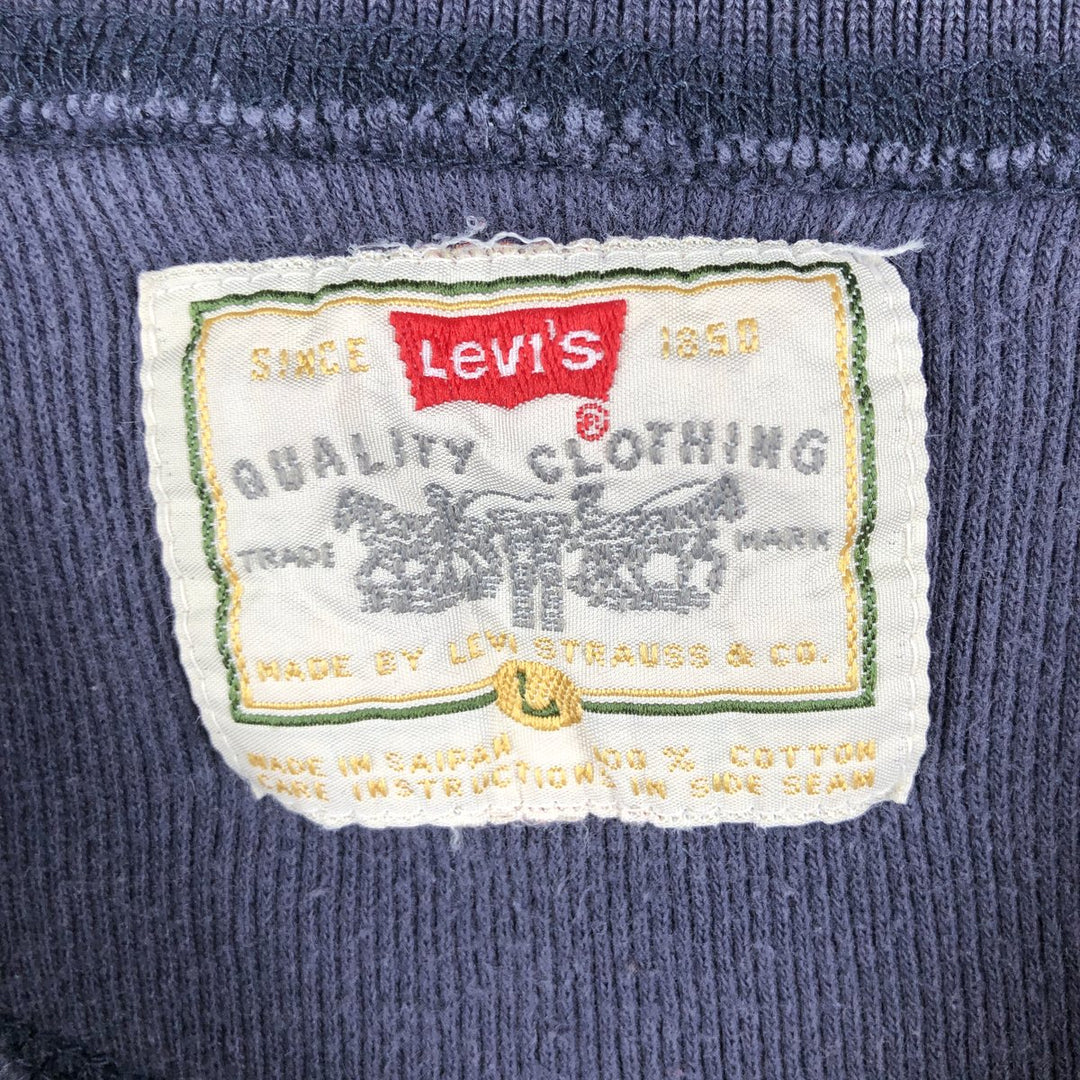 SINCE LEVI'S 1850
®
QUALITY CLOTHING
TRADE MARK
MADE BY LEVI STRAUSS & CO.
L
MADE IN SAIPAN 100 % COTTON
CARE INSTRUCTIONS IN SIDE SEAM